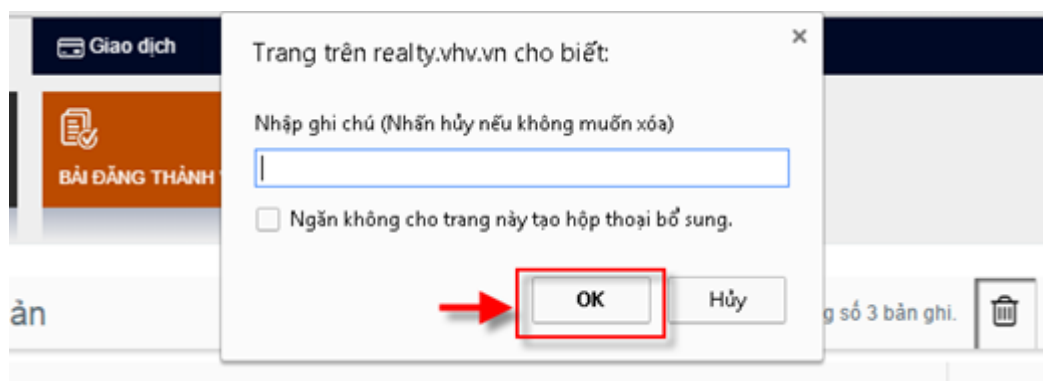 Giao dịch
Trang trên realty.vhv.vn cho biết:
×
Nhập ghi chú (Nhấn hủy nếu không muốn xóa)
BÀI ĐĂNG THÀNH
Ngăn không cho trang này tạo hộp thoại bổ sung.
OK
Hủy
ản
g số 3 bản ghi.